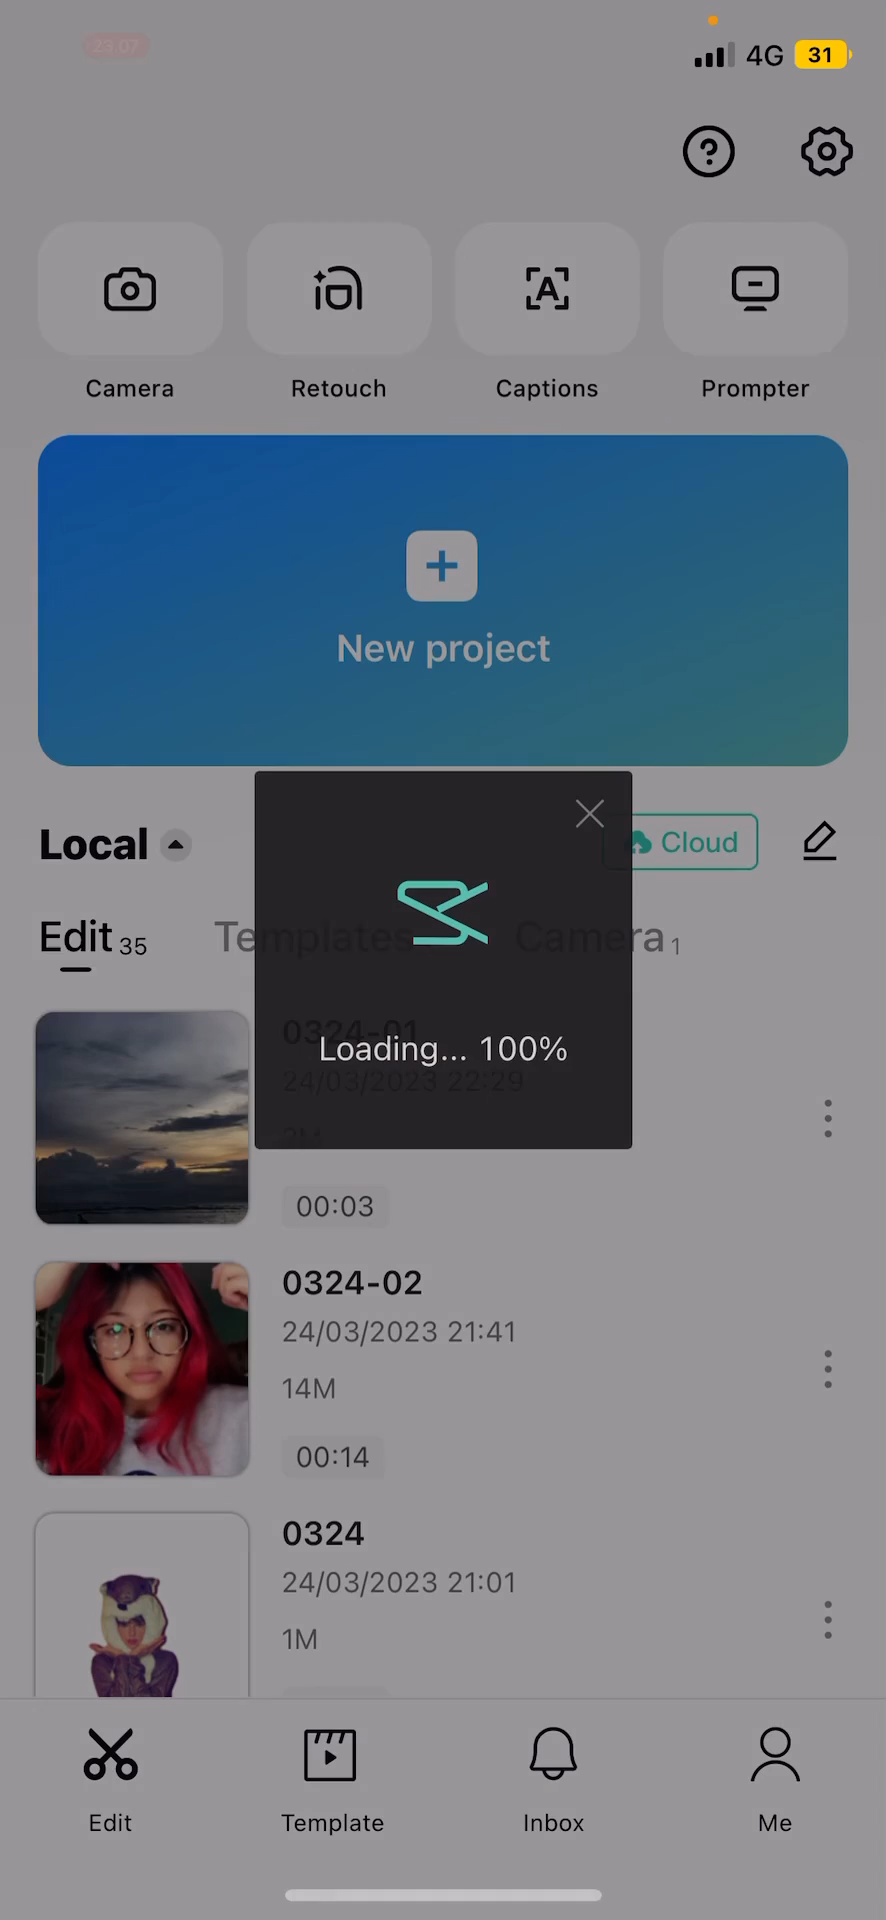 23.07
4G 31
Camera Retouch Captions Prompter
New project
Local Cloud
Edit 35 Templates Camera 1
0324-01
Loading... 100%
24/03/2023 22:29
00:03
0324-02
24/03/2023 21:41
14M
00:14
0324
24/03/2023 21:01
1M
Edit Template Inbox Me